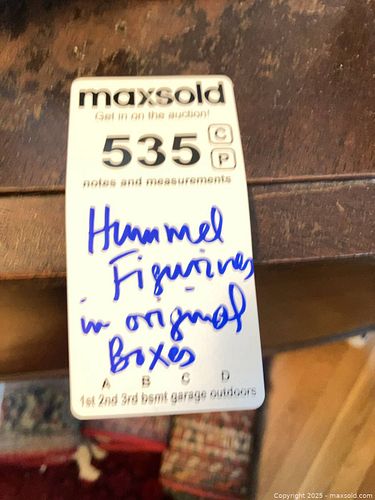 maxsold
Get in on the auction!
535 C
P
notes and measurements
Hummel
Figurines
in original
Boxes
A B C D
1st 2nd 3rd bsmt garage outdoors
Copyright 2025 - maxsold.com